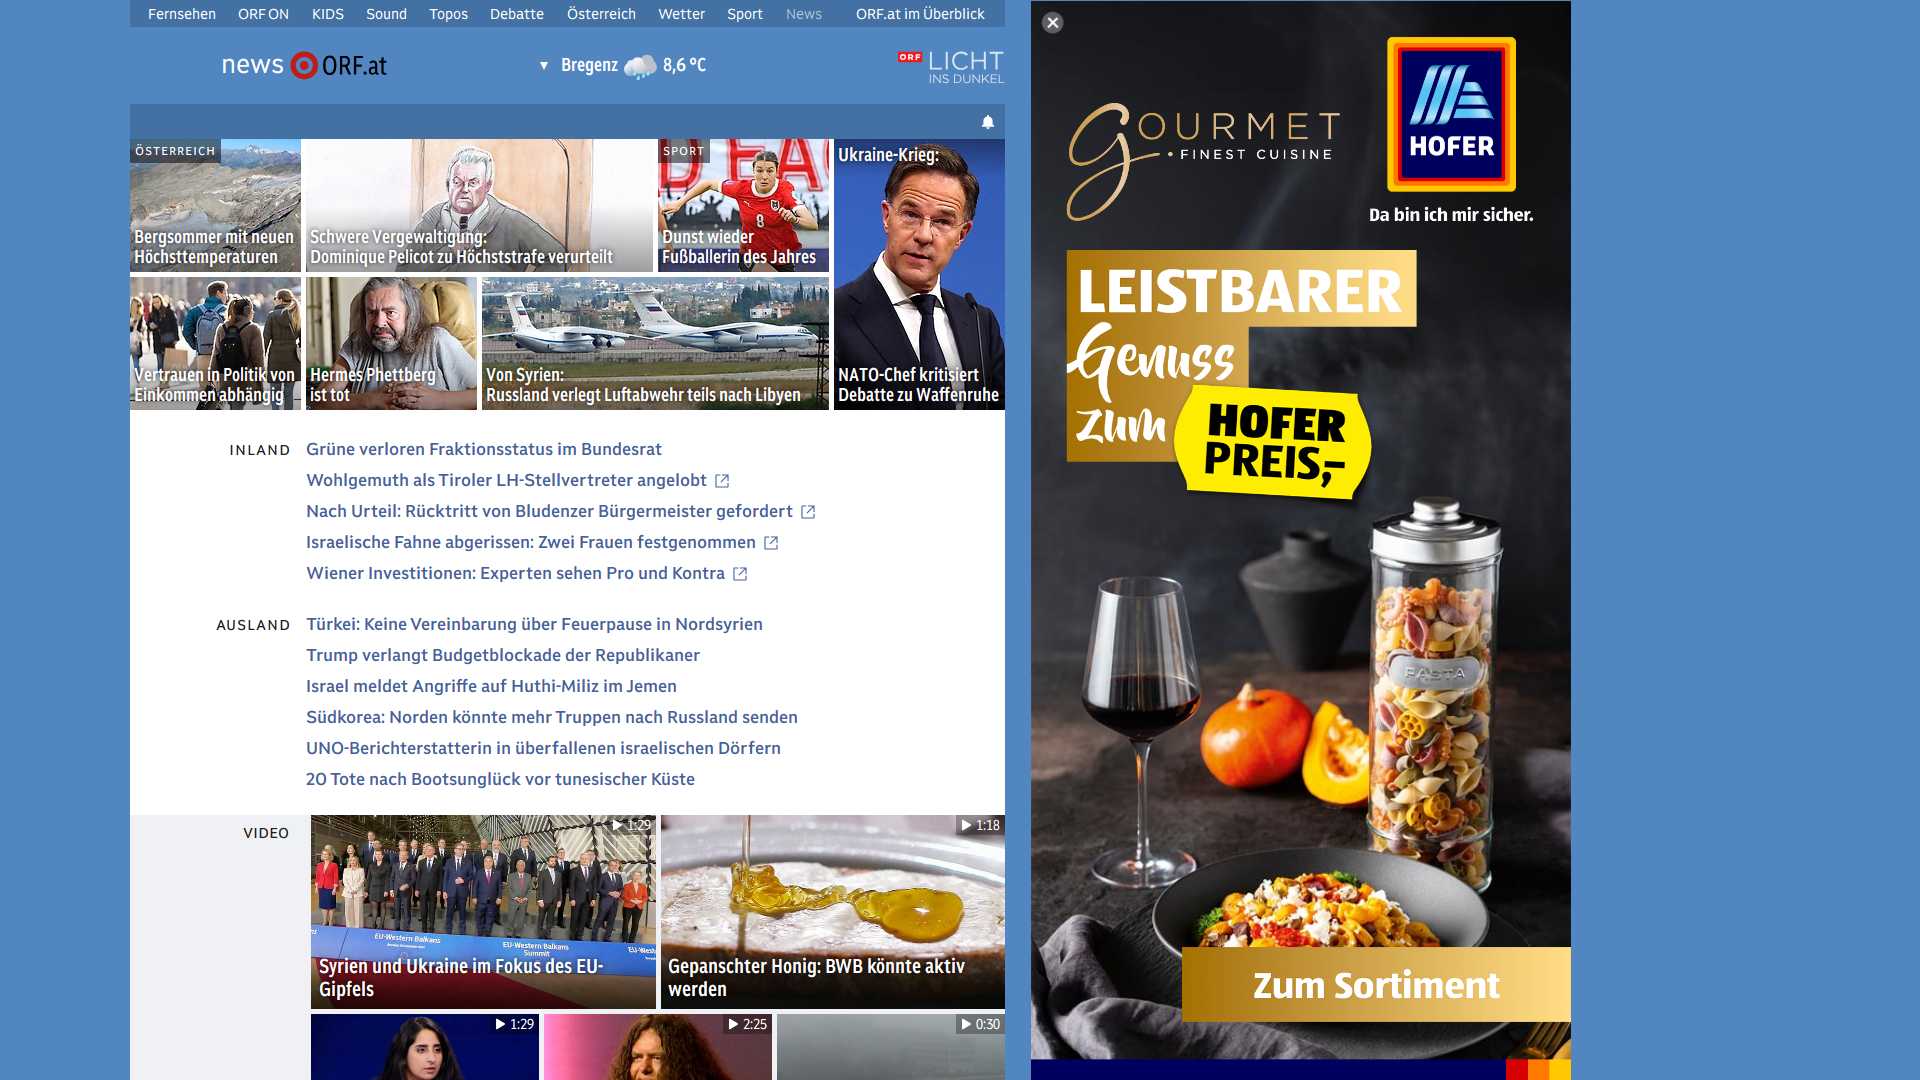 Fernsehen ORF ON KIDS Sound Topos Debatte Österreich Wetter Sport News ORF.at im Überblick
news ORF.at
▼ Bregenz 8,6 °C
ORF LICHT
INS DUNKEL
ÖSTERREICH
Bergsommer mit neuen
Höchsttemperaturen
Schwere Vergewaltigung:
Dominique Pelicot zu Höchststrafe verurteilt
SPORT
8
Dunst wieder
Fußballerin des Jahres
Ukraine-Krieg:
NATO-Chef kritisiert
Debatte zu Waffenruhe
Vertrauen in Politik von
Einkommen abhängig
Hermes Phettberg
ist tot
Von Syrien:
Russland verlegt Luftabwehr teils nach Libyen
INLAND
Grüne verloren Fraktionsstatus im Bundesrat
Wohlgemuth als Tiroler LH-Stellvertreter angelobt
Nach Urteil: Rücktritt von Bludenzer Bürgermeister gefordert
Israelische Fahne abgerissen: Zwei Frauen festgenommen
Wiener Investitionen: Experten sehen Pro und Kontra
AUSLAND
Türkei: Keine Vereinbarung über Feuerpause in Nordsyrien
Trump verlangt Budgetblockade der Republikaner
Israel meldet Angriffe auf Huthi-Miliz im Jemen
Südkorea: Norden könnte mehr Truppen nach Russland senden
UNO-Berichterstatterin in überfallenen israelischen Dörfern
20 Tote nach Bootsunglück vor tunesischer Küste
VIDEO
1:29
EU-Western Balkans
EU-Western Balkans
Summit
Syrien und Ukraine im Fokus des EU-
Gipfels
1:18
Gepanschter Honig: BWB könnte aktiv
werden
1:29
2:25
0:30
GOURMET
• FINEST CUISINE
HOFER
Da bin ich mir sicher.
LEISTBARER
Genuss
zum
HOFER
PREIS,-
PASTA
Zum Sortiment